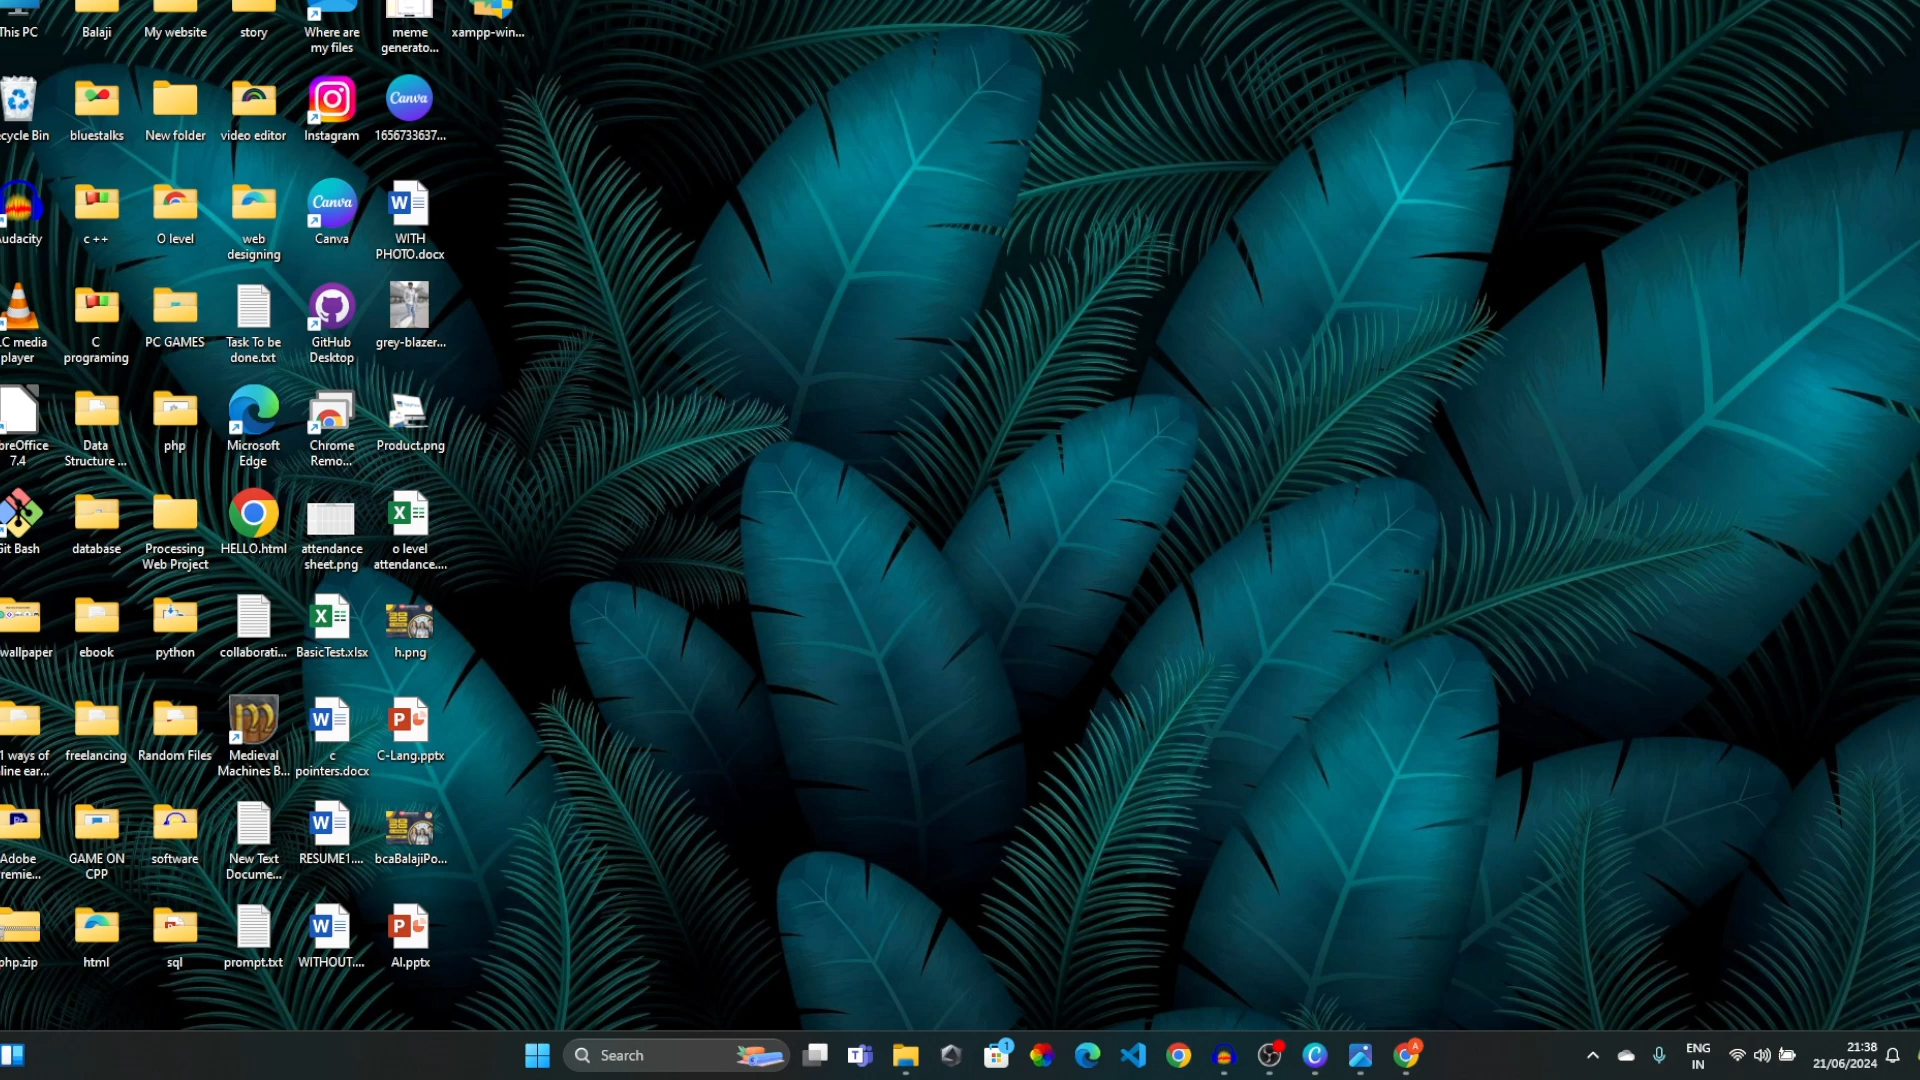 This PC
Balaji
My website
story
Where are
my files
meme
generato...
xampp-win...
ecycle Bin
bluestalks
New folder
video editor
Instagram
Canva
1656733637...
Audacity
c ++
O level
web
designing
Canva
Canva
WITH
PHOTO.docx
LC media
player
C
programing
PC GAMES
Task To be
done.txt
GitHub
Desktop
grey-blazer...
breOffice
7.4
Data
Structure ...
php
Microsoft
Edge
Chrome
Remo...
Product.png
Git Bash
database
Processing
Web Project
HELLO.html
attendance
sheet.png
o level
attendance....
wallpaper
ebook
python
collaborati...
BasicTest.xlsx
h.png
1 ways of
line ear...
freelancing
Random Files
Medieval
Machines B...
c
pointers.docx
C-Lang.pptx
Adobe
remie...
GAME ON
CPP
software
New Text
Docume...
RESUME1....
bcaBalajiPo...
php.zip
html
sql
prompt.txt
WITHOUT....
AI.pptx
Search
ENG
IN
21:38
21/06/2024